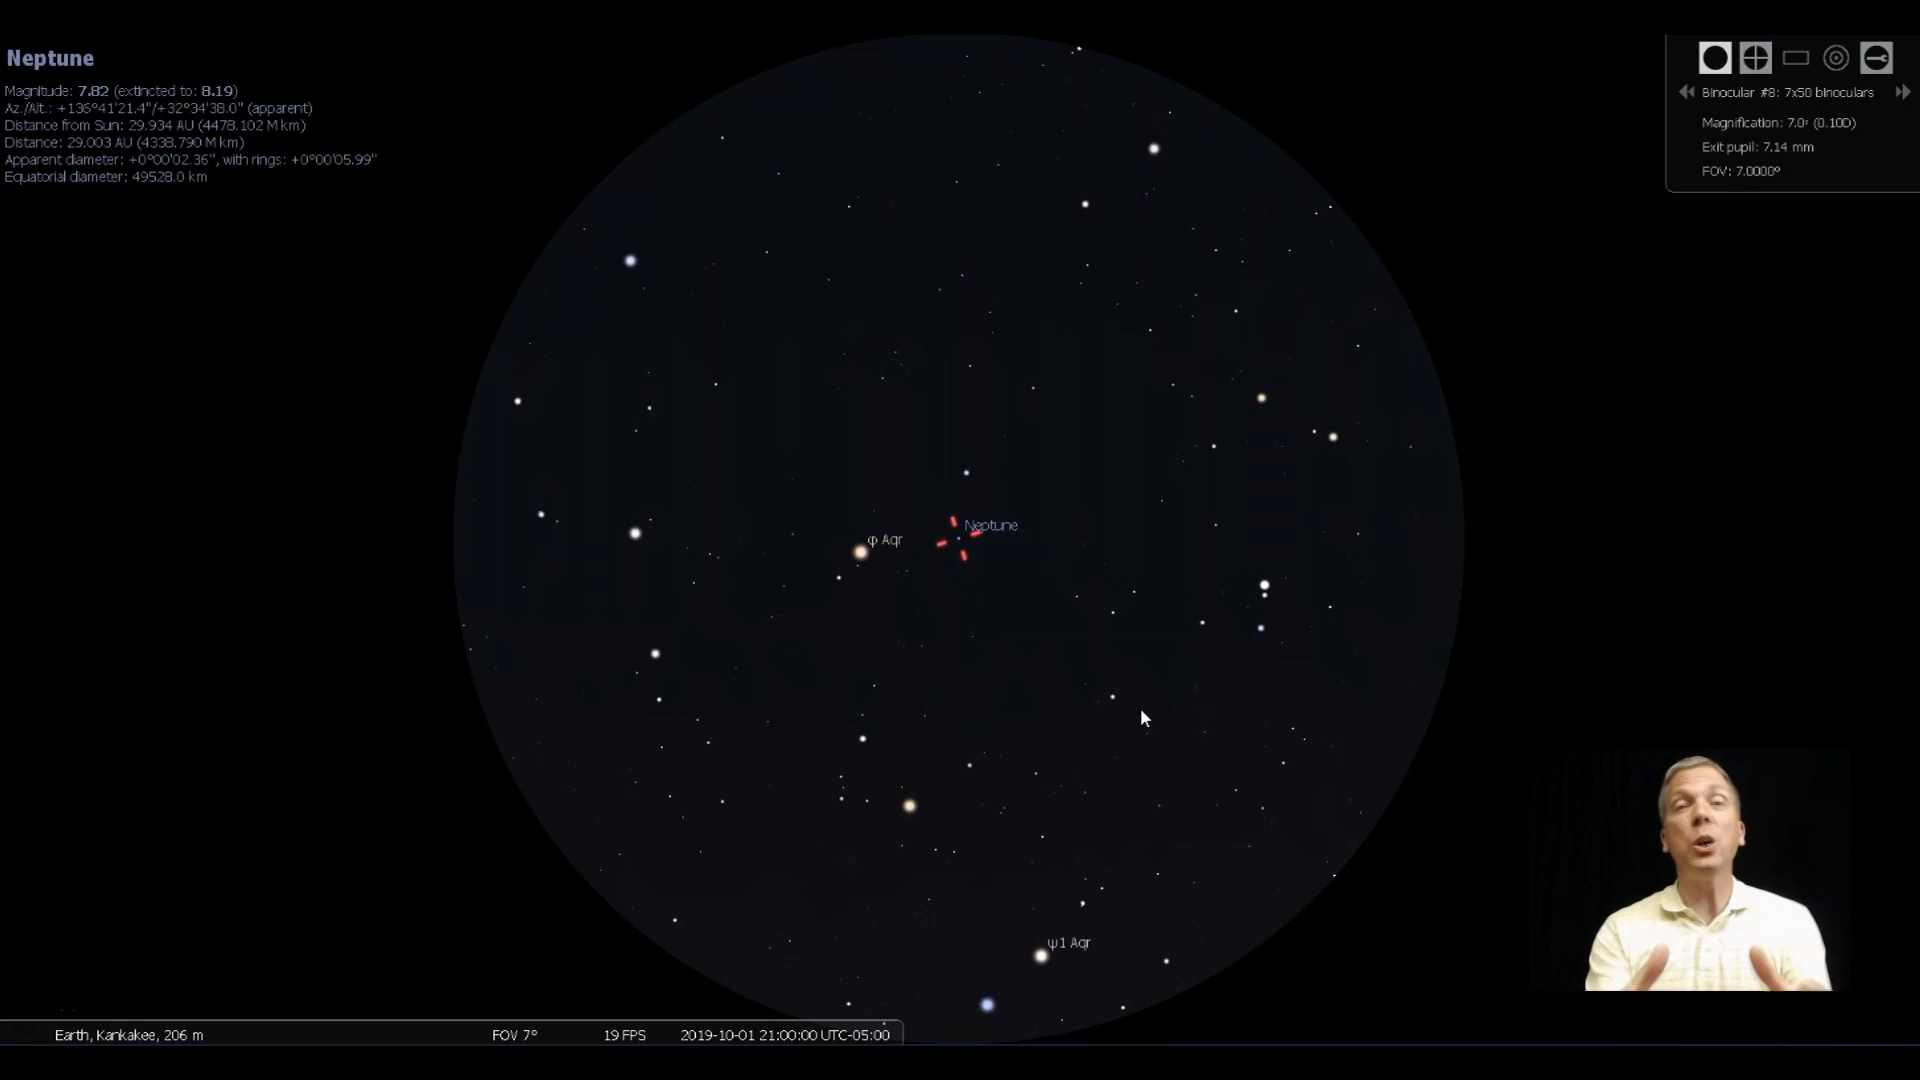 Neptune
Magnitude: 7.82 (extincted to: 8.19)
Az./Alt.: +136°41'21.4"/+32°34'38.0" (apparent)
Distance from Sun: 29.934 AU (4478.102 M km)
Distance: 29.003 AU (4338.790 M km)
Apparent diameter: +0°00'02.36", with rings: +0°00'05.99"
Equatorial diameter: 49528.0 km
Binocular #8: 7x50 binoculars
Magnification: 7.0× (0.10D)
Exit pupil: 7.14 mm
FOV: 7.0000°
Neptune
φ Aqr
ψ1 Aqr
Earth, Kankakee, 206 m FOV 7° 19 FPS 2019-10-01 21:00:00 UTC-05:00